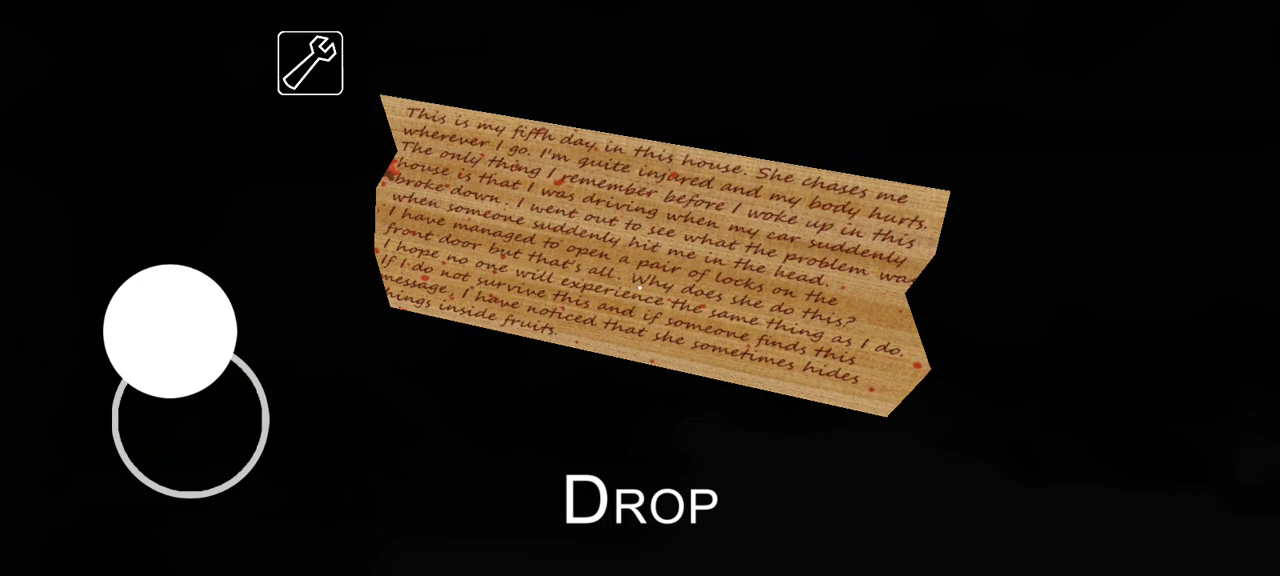 This is my fifth day in this house. She chases me
wherever I go. I'm quite injured and my body hurts.
The only thing I remember before I woke up in this
house is that I was driving when my car suddenly
broke down. I went out to see what the problem wa
when someone suddenly hit me in the head.
I have managed to open a pair of locks on the
front door but that's all. Why does she do this?
I hope no one will experience the same thing as I do.
If I do not survive this and if someone finds this
message. I have noticed that she sometimes hides
hings inside fruits.
DROP